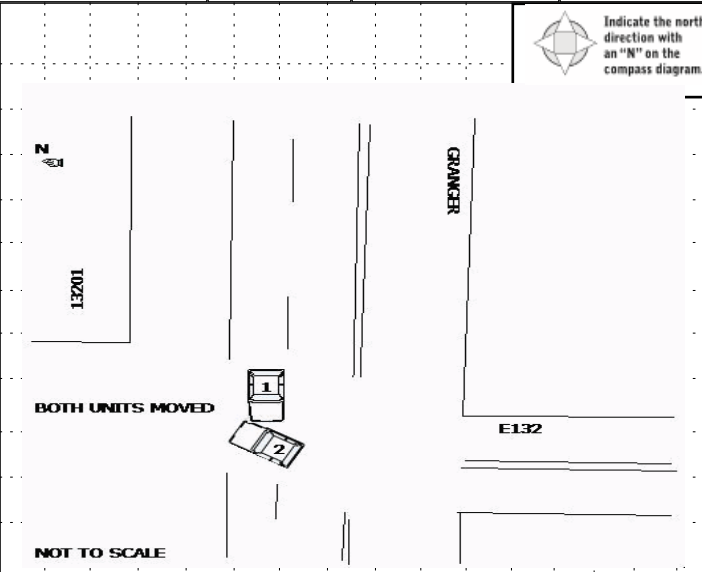 Indicate the north
direction with
an “N” on the
compass diagram.
N
GRANGER
13201
1
BOTH UNITS MOVED
2
E132
NOT TO SCALE